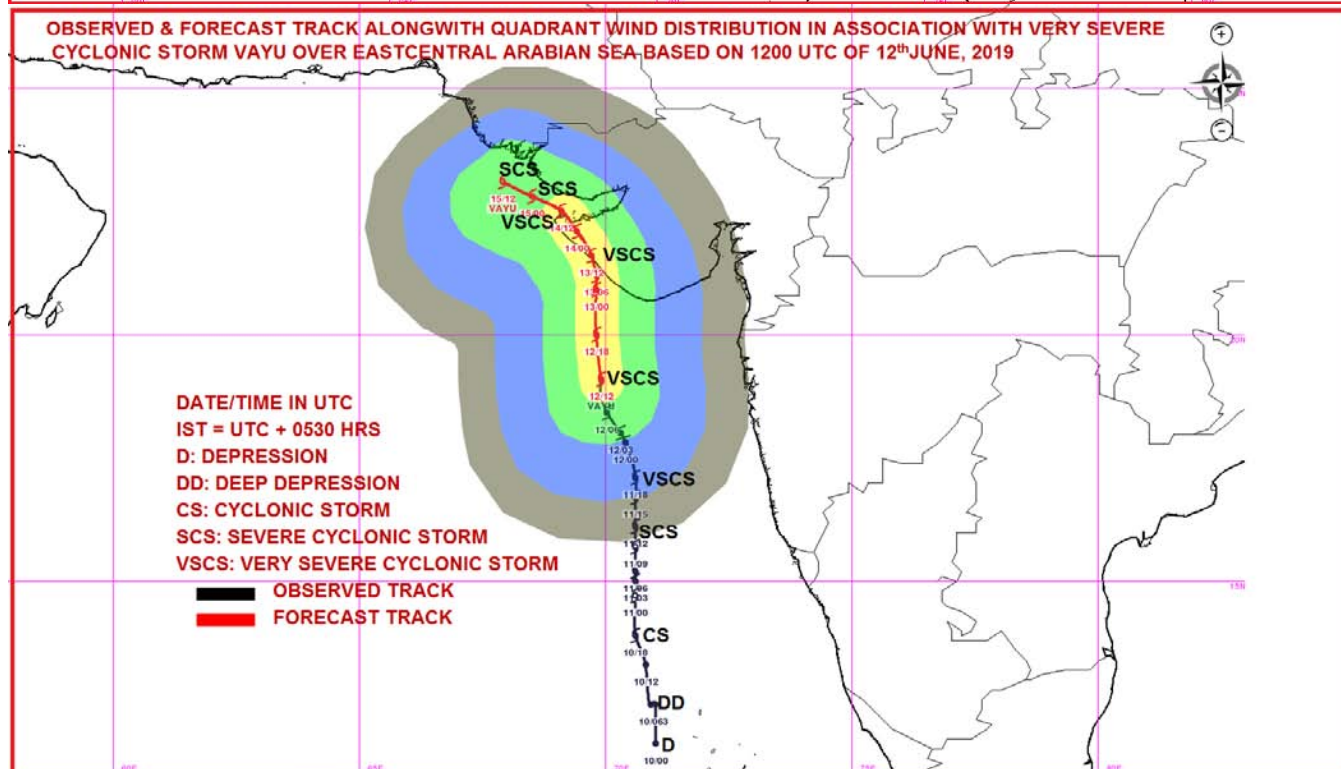 OBSERVED & FORECAST TRACK ALONGWITH QUADRANT WIND DISTRIBUTION IN ASSOCIATION WITH VERY SEVERE
CYCLONIC STORM VAYU OVER EASTCENTRAL ARABIAN SEA BASED ON 1200 UTC OF 12thJUNE, 2019
SCS
15/12
VAYU
SCS
15/00
VSCS
14/12
14/00
VSCS
13/12
13/06
13/00
20N
12/18
VSCS
12/12
VAYU
12/06
12/03
12/00
VSCS
11/18
11/15
SCS
11/12
11/09
11/06
11/03
11/00
15N
CS
10/18
10/12
DD
10/063
D
10/00
DATE/TIME IN UTC
IST = UTC + 0530 HRS
D: DEPRESSION
DD: DEEP DEPRESSION
CS: CYCLONIC STORM
SCS: SEVERE CYCLONIC STORM
VSCS: VERY SEVERE CYCLONIC STORM
OBSERVED TRACK
FORECAST TRACK